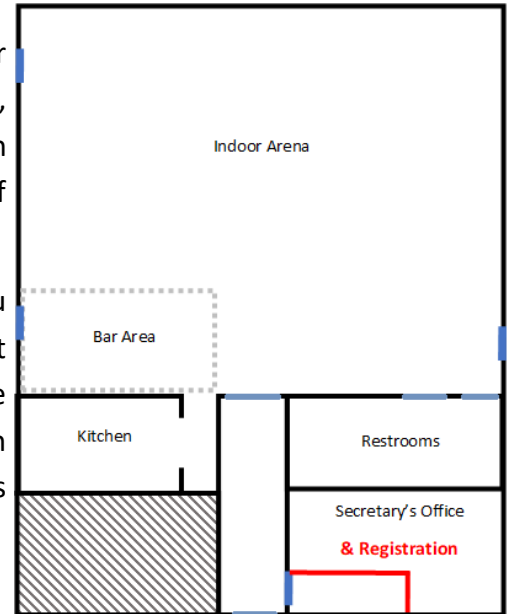 Indoor Arena
Bar Area
Kitchen
Restrooms
Secretary's Office
& Registration